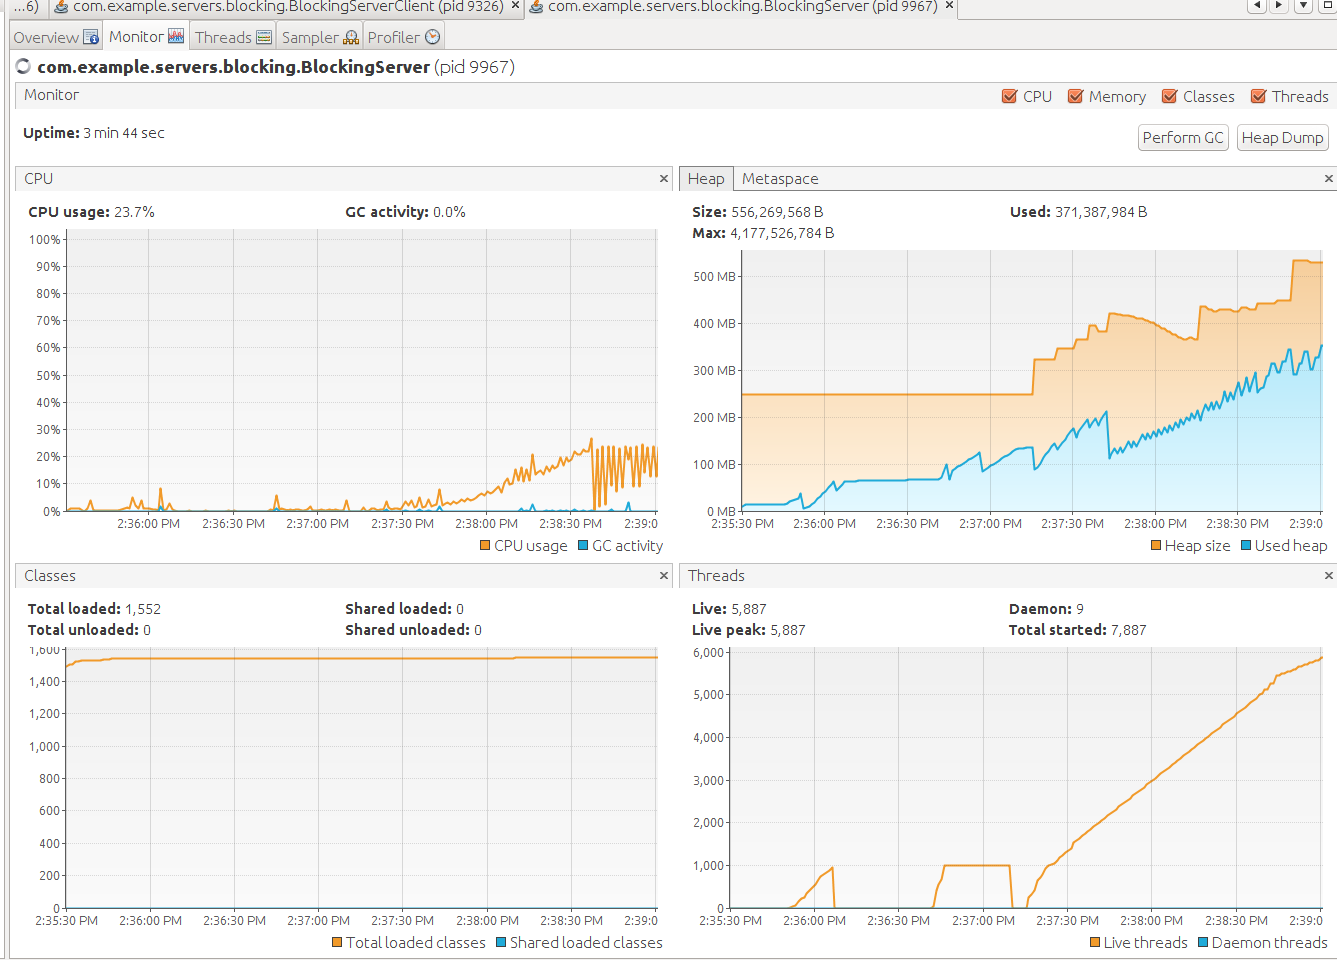 ...6) com.example.servers.blocking.BlockingServerClient (pid 9326) com.example.servers.blocking.BlockingServer (pid 9967)
Overview Monitor Threads Sampler Profiler
com.example.servers.blocking.BlockingServer (pid 9967)
Monitor CPU Memory Classes Threads
Uptime: 3 min 44 sec
Perform GC Heap Dump
CPU
CPU usage: 23.7% GC activity: 0.0%
100%
90%
80%
70%
60%
50%
40%
30%
20%
10%
0%
2:36:00 PM 2:36:30 PM 2:37:00 PM 2:37:30 PM 2:38:00 PM 2:38:30 PM 2:39:0
CPU usage GC activity
Heap Metaspace
Size: 556,269,568 B Used: 371,387,984 B
Max: 4,177,526,784 B
500 MB
400 MB
300 MB
200 MB
100 MB
0 MB
2:35:30 PM 2:36:00 PM 2:36:30 PM 2:37:00 PM 2:37:30 PM 2:38:00 PM 2:38:30 PM 2:39:0
Heap size Used heap
Classes
Total loaded: 1,552 Shared loaded: 0
Total unloaded: 0 Shared unloaded: 0
1,600
1,400
1,200
1,000
800
600
400
200
0
2:35:30 PM 2:36:00 PM 2:36:30 PM 2:37:00 PM 2:37:30 PM 2:38:00 PM 2:38:30 PM 2:39:0
Total loaded classes Shared loaded classes
Threads
Live: 5,887 Daemon: 9
Live peak: 5,887 Total started: 7,887
6,000
5,000
4,000
3,000
2,000
1,000
0
2:35:30 PM 2:36:00 PM 2:36:30 PM 2:37:00 PM 2:37:30 PM 2:38:00 PM 2:38:30 PM 2:39:0
Live threads Daemon threads